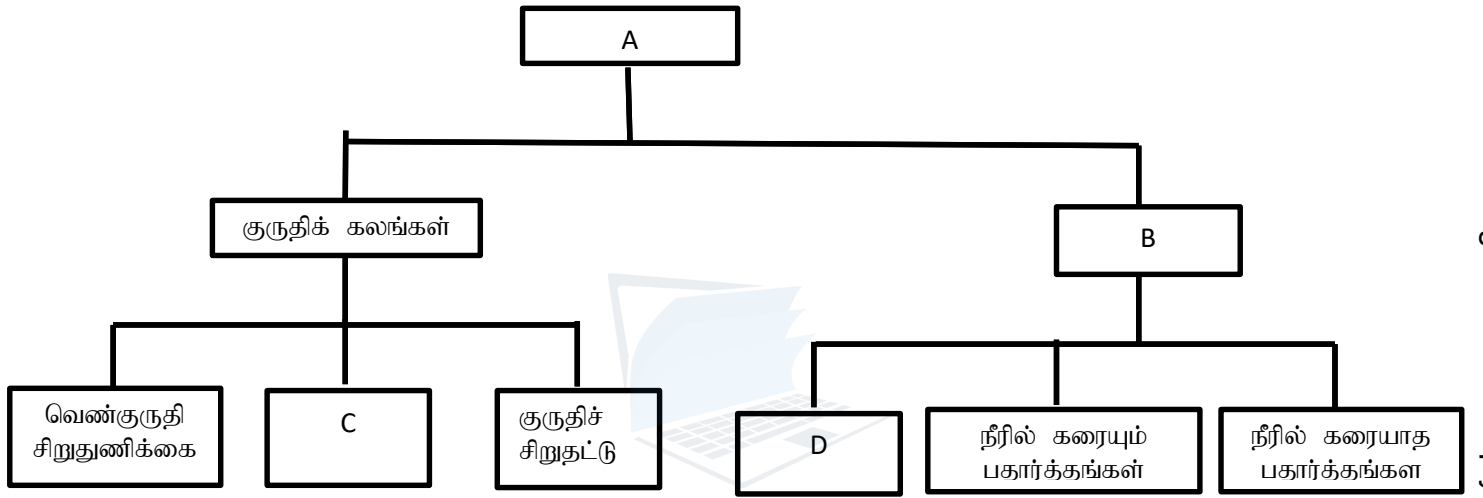 A
குருதிக் கலங்கள்
B
வெண்குருதி
சிறுதுணிக்கை
C
குருதிச்
சிறுதட்டு
D
நீரில் கரையும்
பதார்த்தங்கள்
நீரில் கரையாத
பதார்த்தங்கள